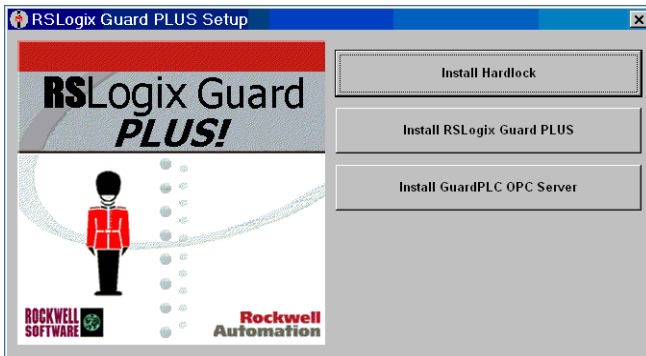 RSLogix Guard PLUS Setup
RSLogix Guard
PLUS!
ROCKWELL
SOFTWARE
Rockwell
Automation
Install Hardlock
Install RSLogix Guard PLUS
Install GuardPLC OPC Server